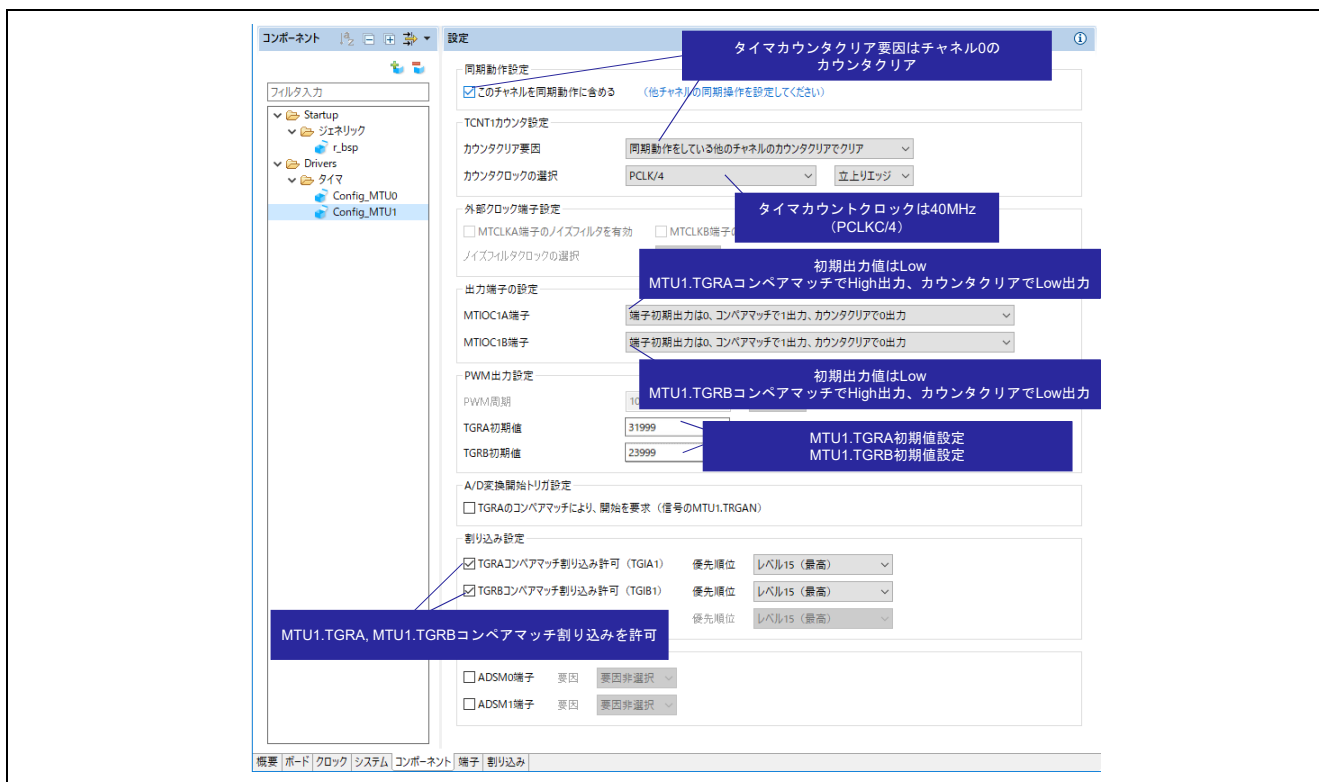 コンポーネント
設定
タイマカウンタクリア要因はチャネル0の
カウンタクリア
同期動作設定
フィルタ入力
このチャネルを同期動作に含める (他チャネルの同期操作を設定してください)
Startup
ジェネリック
r_bsp
Drivers
タイマ
Config_MTU0
Config_MTU1
TCNT1カウンタ設定
カウンタクリア要因 同期動作をしている他のチャネルのカウンタクリアでクリア
カウンタクロックの選択 PCLK/4 立上りエッジ
タイマカウントクロックは40MHz
(PCLKC/4)
外部クロック端子設定
MTCLKA端子のノイズフィルタを有効 MTCLKB端子の
ノイズフィルタクロックの選択
初期出力値はLow
MTU1.TGRAコンペアマッチでHigh出力、カウンタクリアでLow出力
出力端子の設定
MTIOC1A端子 端子初期出力は0、コンペアマッチで1出力、カウンタクリアで0出力
MTIOC1B端子 端子初期出力は0、コンペアマッチで1出力、カウンタクリアで0出力
初期出力値はLow
MTU1.TGRBコンペアマッチでHigh出力、カウンタクリアでLow出力
PWM出力設定
PWM周期
TGRA初期値 31999
TGRB初期値 23999
MTU1.TGRA初期値設定
MTU1.TGRB初期値設定
A/D変換開始トリガ設定
TGRAのコンペアマッチにより、開始を要求 (信号のMTU1.TRGAN)
割り込み設定
TGRAコンペアマッチ割り込み許可 (TGIA1) 優先順位 レベル15 (最高)
TGRBコンペアマッチ割り込み許可 (TGIB1) 優先順位 レベル15 (最高)
優先順位 レベル15 (最高)
MTU1.TGRA, MTU1.TGRBコンペアマッチ割り込みを許可
ADSM0端子 要因 要因非選択
ADSM1端子 要因 要因非選択
概要 ボード クロック システム コンポーネント 端子 割り込み